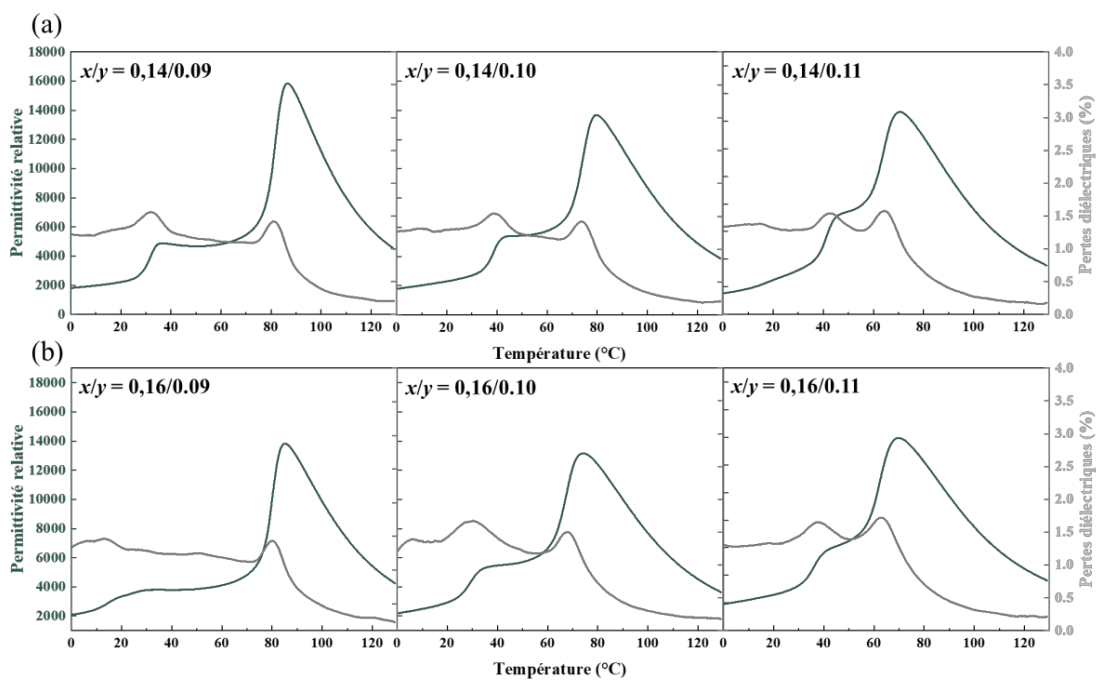 (a)
x/y = 0,14/0.09
x/y = 0,14/0.10
x/y = 0,14/0.11
Permittivité relative
18000
16000
14000
12000
10000
8000
6000
4000
2000
0
4.0
3.5
3.0
2.5
2.0
1.5
1.0
0.5
0.0
Pertes diélectriques (%)
0 20 40 60 80 100 120
0 20 40 60 80 100 120
0 20 40 60 80 100 120
Température (°C)
(b)
x/y = 0,16/0.09
x/y = 0,16/0.10
x/y = 0,16/0.11
Permittivité relative
18000
16000
14000
12000
10000
8000
6000
4000
2000
4.0
3.5
3.0
2.5
2.0
1.5
1.0
0.5
0.0
Pertes diélectriques (%)
0 20 40 60 80 100 120
0 20 40 60 80 100 120
0 20 40 60 80 100 120
Température (°C)